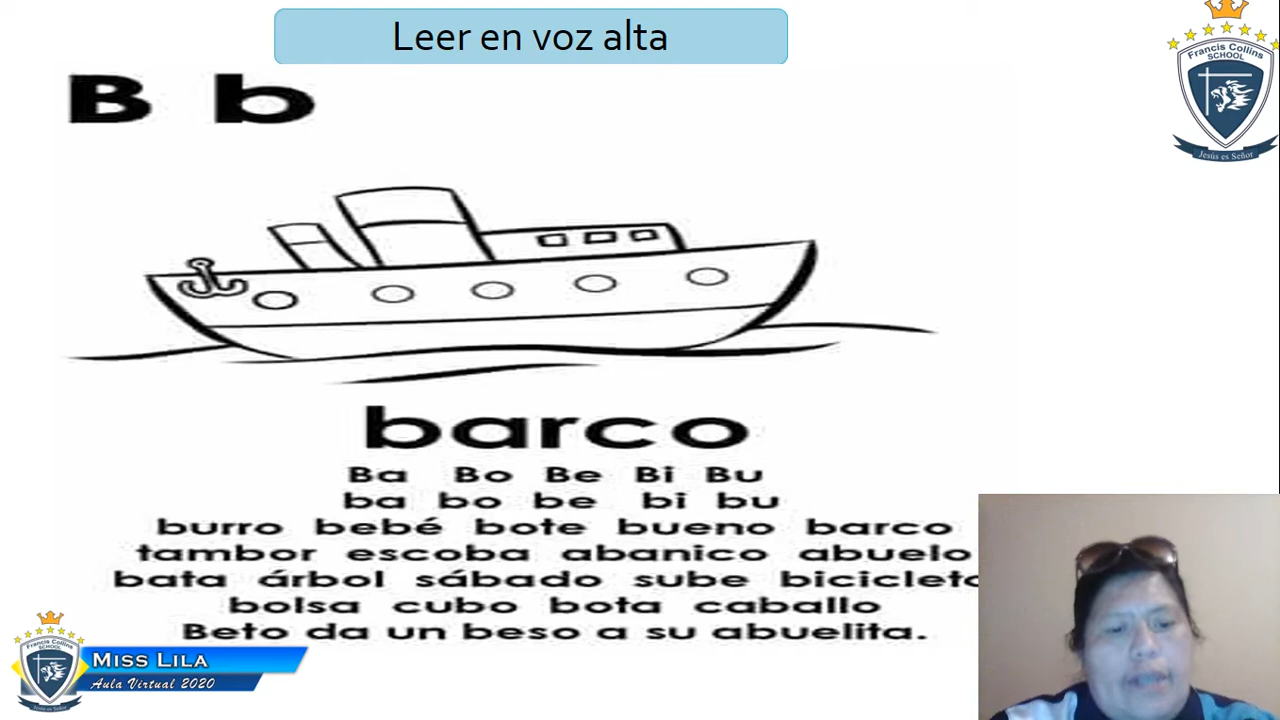 Leer en voz alta
Francis Collins
SCHOOL
Jesús es Señor
B b
barco
Ba Bo Be Bi Bu
ba bo be bi bu
burro bebé bote bueno barco
tambor escoba abanico abuelo
bata árbol sábado sube
bolsa cubo bota caballo
Beto da un beso a su abuelita.
MISS LILA
Aula Virtual 2020